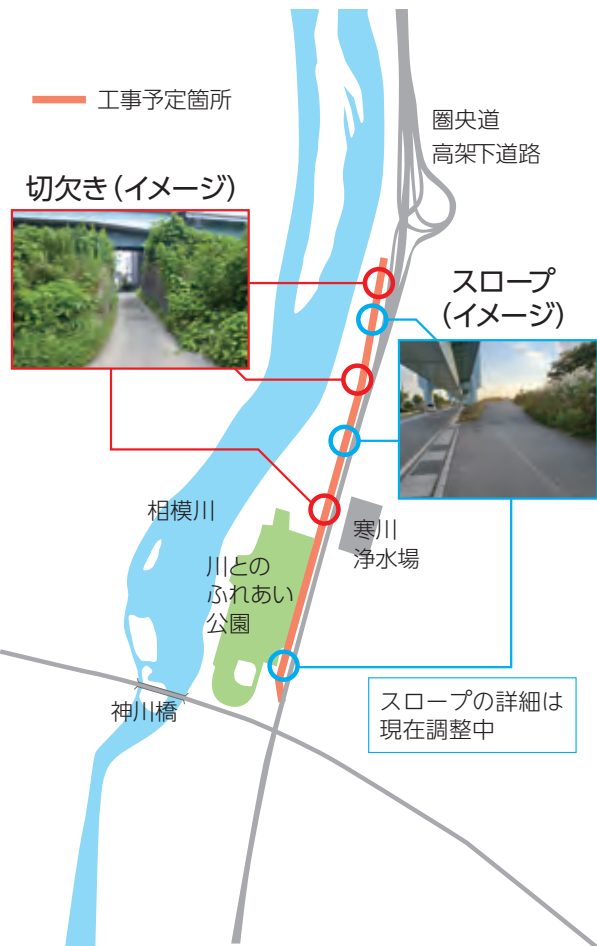 工事予定箇所
圏央道
高架下道路
切欠き（イメージ）
スロープ
（イメージ）
相模川
寒川
浄水場
川との
ふれあい
公園
神川橋
スロープの詳細は
現在調整中